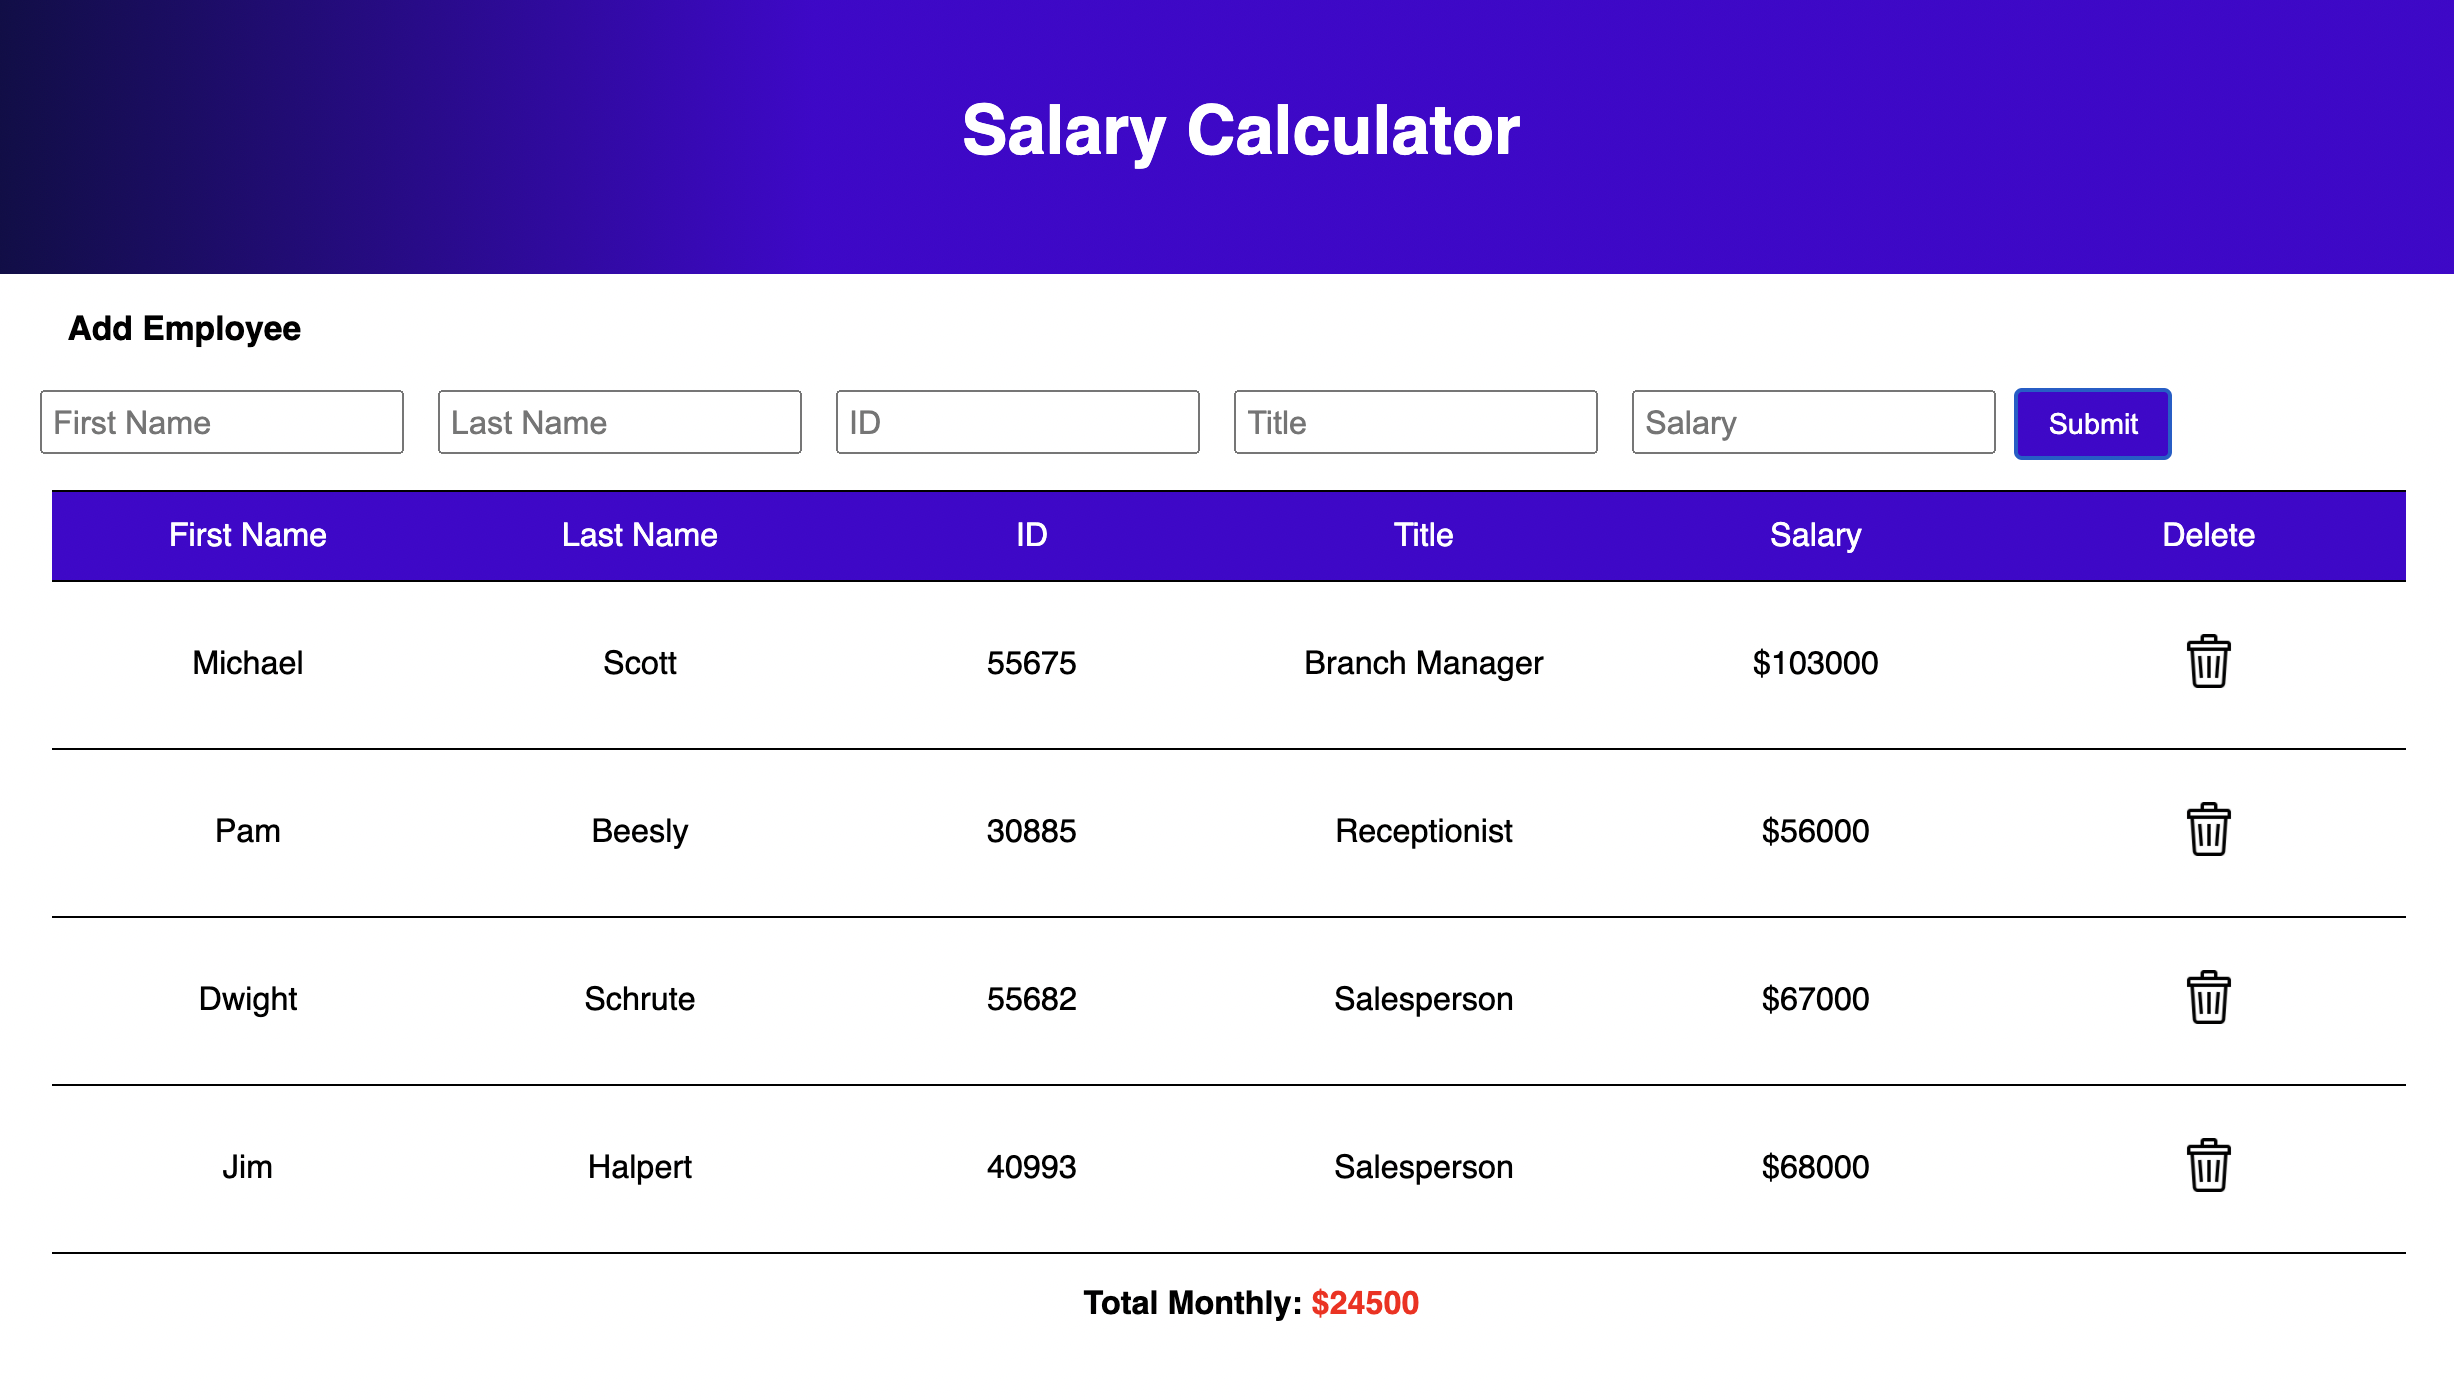 Salary Calculator
Add Employee
First Name Last Name ID Title Salary Submit
First Name Last Name ID Title Salary Delete
Michael Scott 55675 Branch Manager $103000
Pam Beesly 30885 Receptionist $56000
Dwight Schrute 55682 Salesperson $67000
Jim Halpert 40993 Salesperson $68000
Total Monthly: $24500